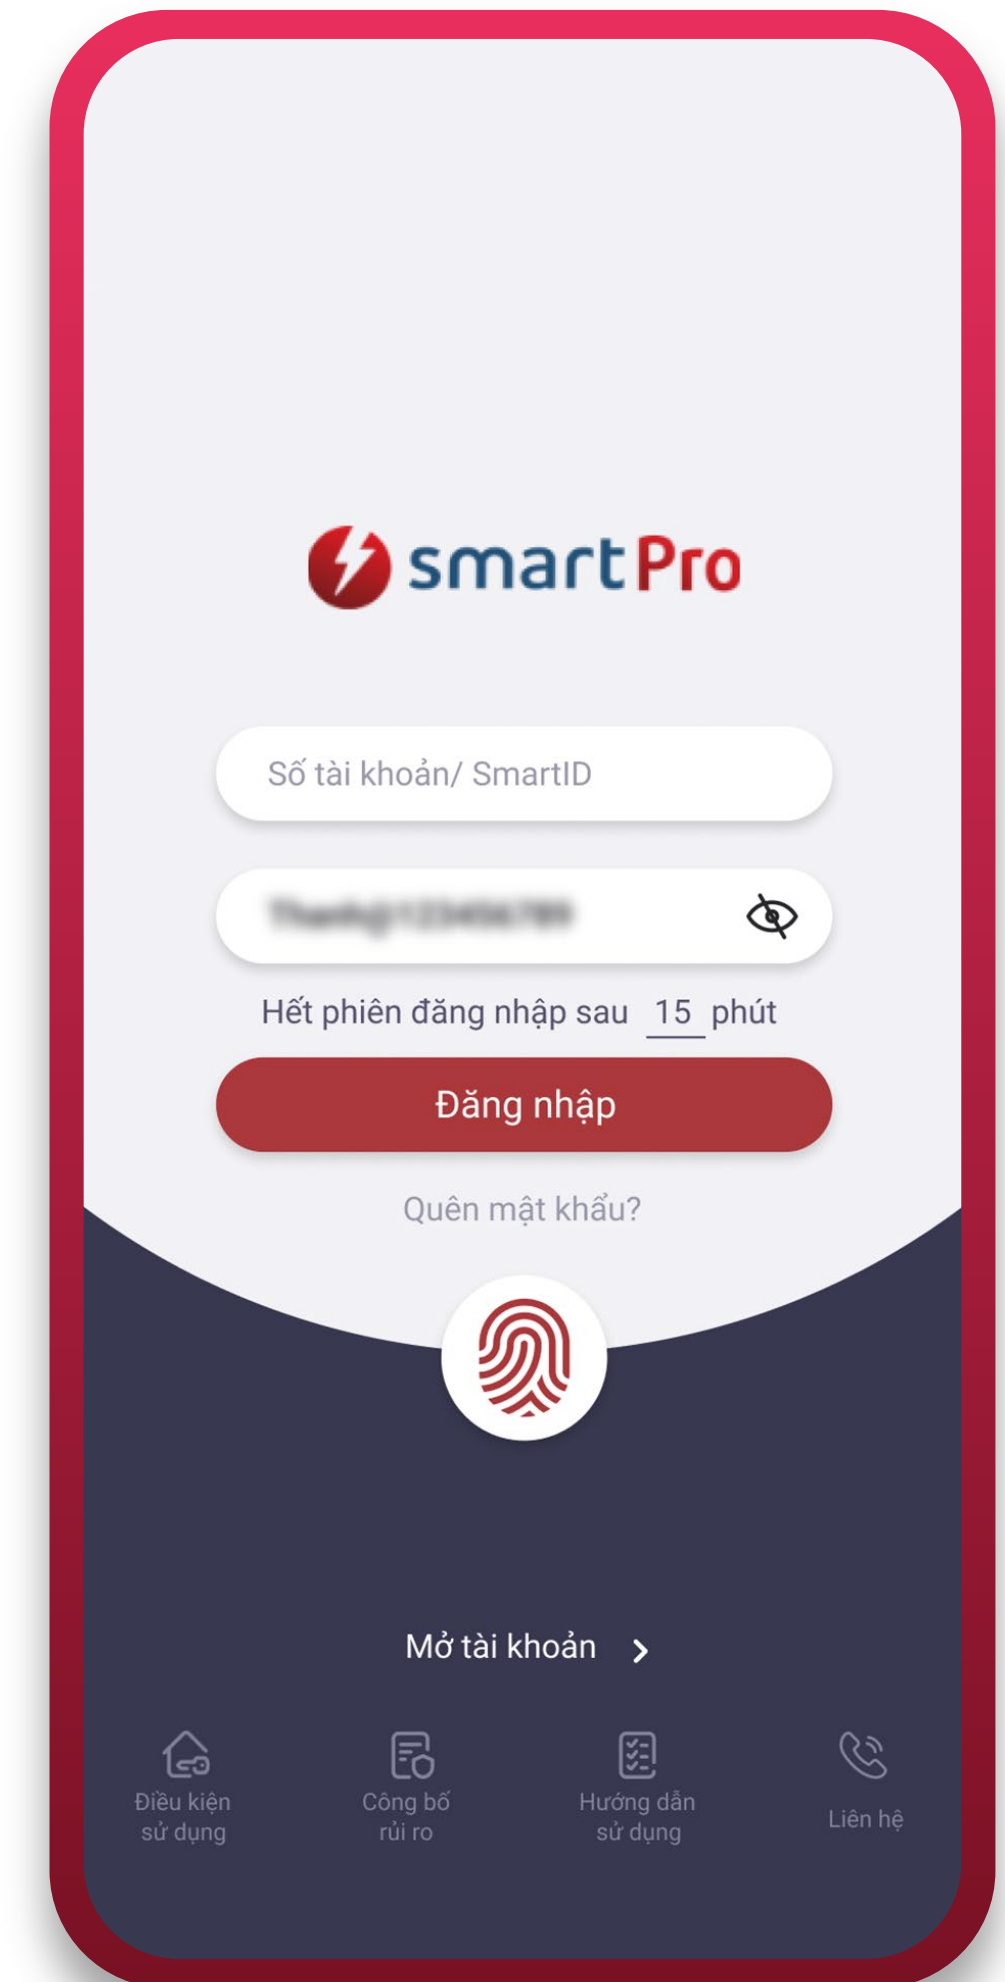 smartPro
Số tài khoản/ SmartID
Hết phiên đăng nhập sau 15 phút
Đăng nhập
Quên mật khẩu?
Mở tài khoản
Điều kiện
sử dụng
Công bố
rủi ro
Hướng dẫn
sử dụng
Liên hệ